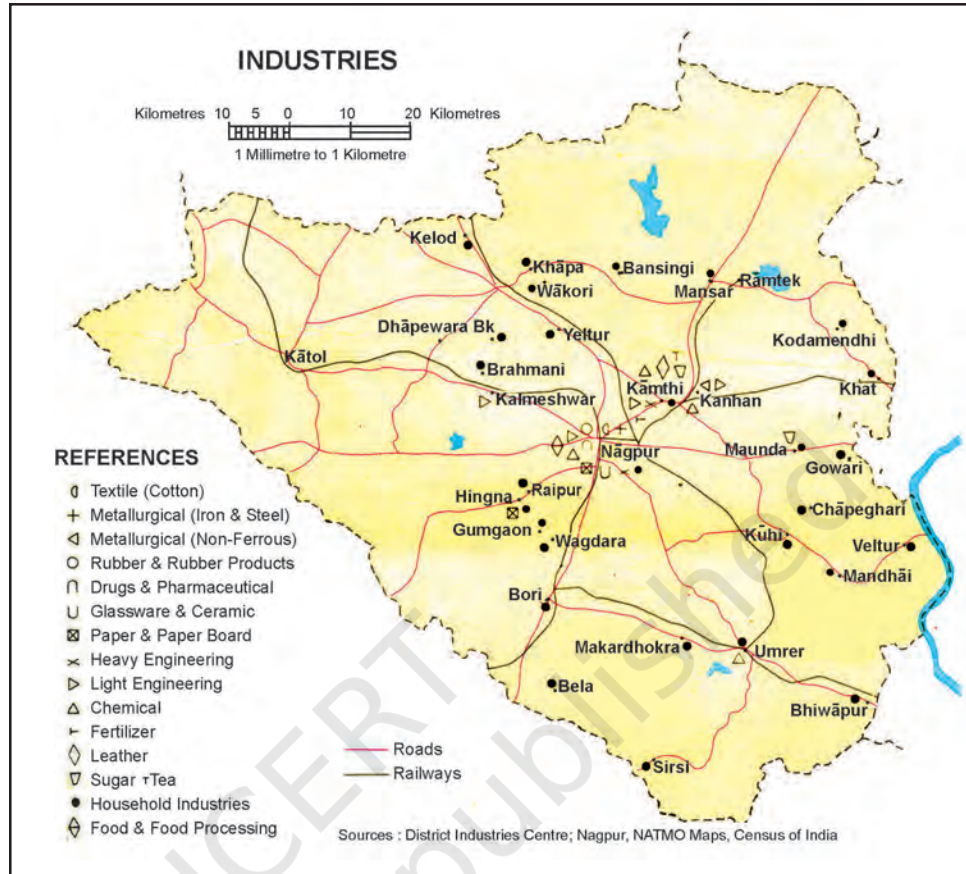 INDUSTRIES
Kilometres 10 5 0 10 20 Kilometres
1 Millimetre to 1 Kilometre
Kelod
Khāpa
Bansingi
Wākori
Mansar
Rāmtek
Dhāpewara Bk
Yeltur
Kodamendhi
Kātol
Brahmani
Kāmthi
Khat
Kalmeshwar
Kanhan
Nāgpur
Maunda
Gowari
Hingna
Raipur
Chāpeghari
Gumgaon
Wagdara
Kūhi
Veltur
Mandhāi
Bori
Makardhokra
Umrer
Bela
Bhiwāpur
Sirsi
REFERENCES
Textile (Cotton)
Metallurgical (Iron & Steel)
Metallurgical (Non-Ferrous)
Rubber & Rubber Products
Drugs & Pharmaceutical
Glassware & Ceramic
Paper & Paper Board
Heavy Engineering
Light Engineering
Chemical
Fertilizer
Leather
Sugar Tea
Household Industries
Food & Food Processing
Roads
Railways
Sources : District Industries Centre; Nagpur, NATMO Maps, Census of India
NCERT
published